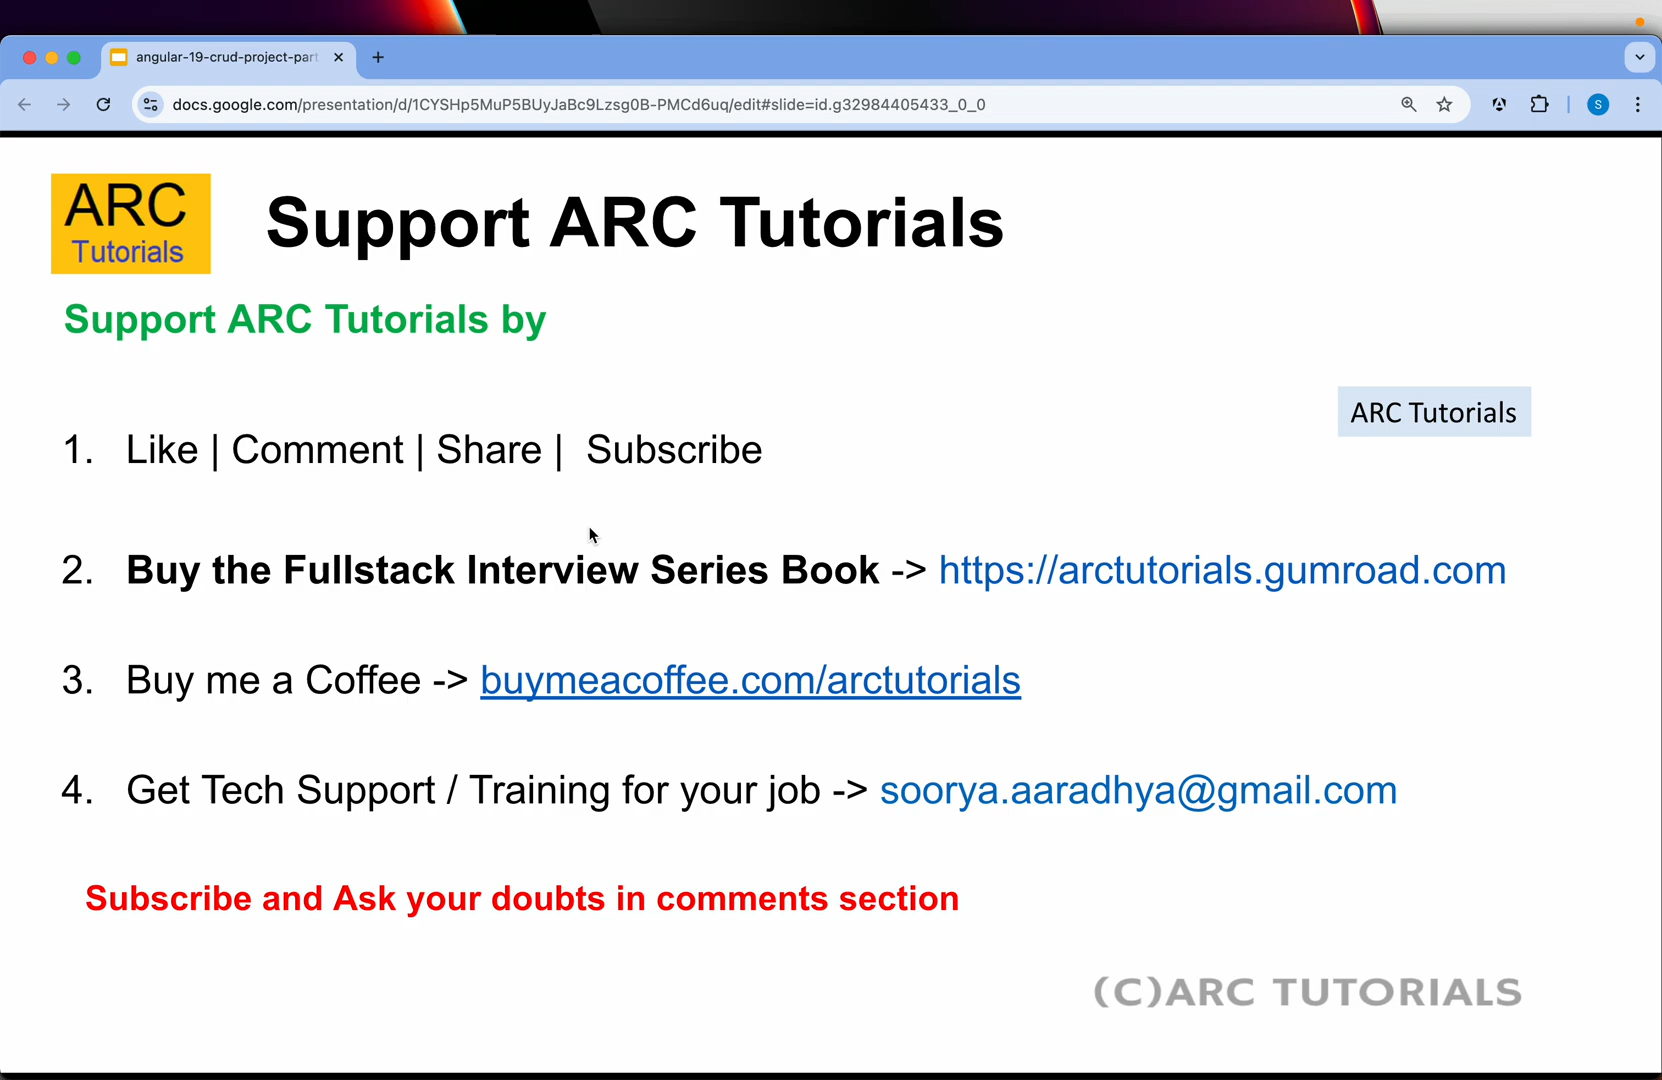 angular-19-crud-project-part
docs.google.com/presentation/d/1CYSHp5MuP5BUyJaBc9Lzsg0B-PMCd6uq/edit#slide=id.g32984405433_0_0
S
ARC
Tutorials
Support ARC Tutorials
Support ARC Tutorials by
ARC Tutorials
1. Like | Comment | Share | Subscribe
2. Buy the Fullstack Interview Series Book -> https://arctutorials.gumroad.com
3. Buy me a Coffee -> buymeacoffee.com/arctutorials
4. Get Tech Support / Training for your job -> soorya.aaradhya@gmail.com
Subscribe and Ask your doubts in comments section
(C)ARC TUTORIALS